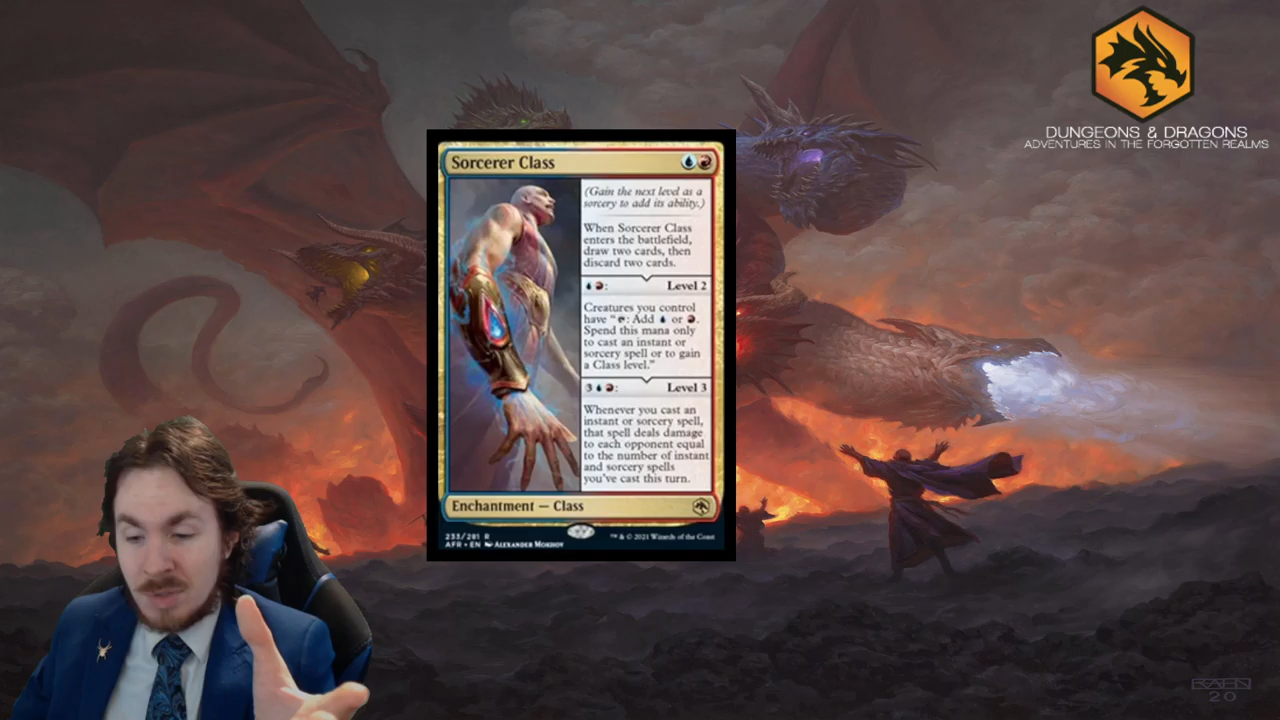 DUNGEONS & DRAGONS
ADVENTURES IN THE FORGOTTEN REALMS
Sorcerer Class
(Gain the next level as a
sorcery to add its ability.)
When Sorcerer Class
enters the battlefield,
draw two cards, then
discard two cards.
: Level 2
Creatures you control
have “: Add or .
Spend this mana only
to cast an instant or
sorcery spell or to gain
a Class level.”
3: Level 3
Whenever you cast an
instant or sorcery spell,
that spell deals damage
to each opponent equal
to the number of instant
and sorcery spells
you've cast this turn.
Enchantment — Class
233/281 R
AFR • EN ALEXANDER MOKHOV
™ & © 2021 Wizards of the Coast
20